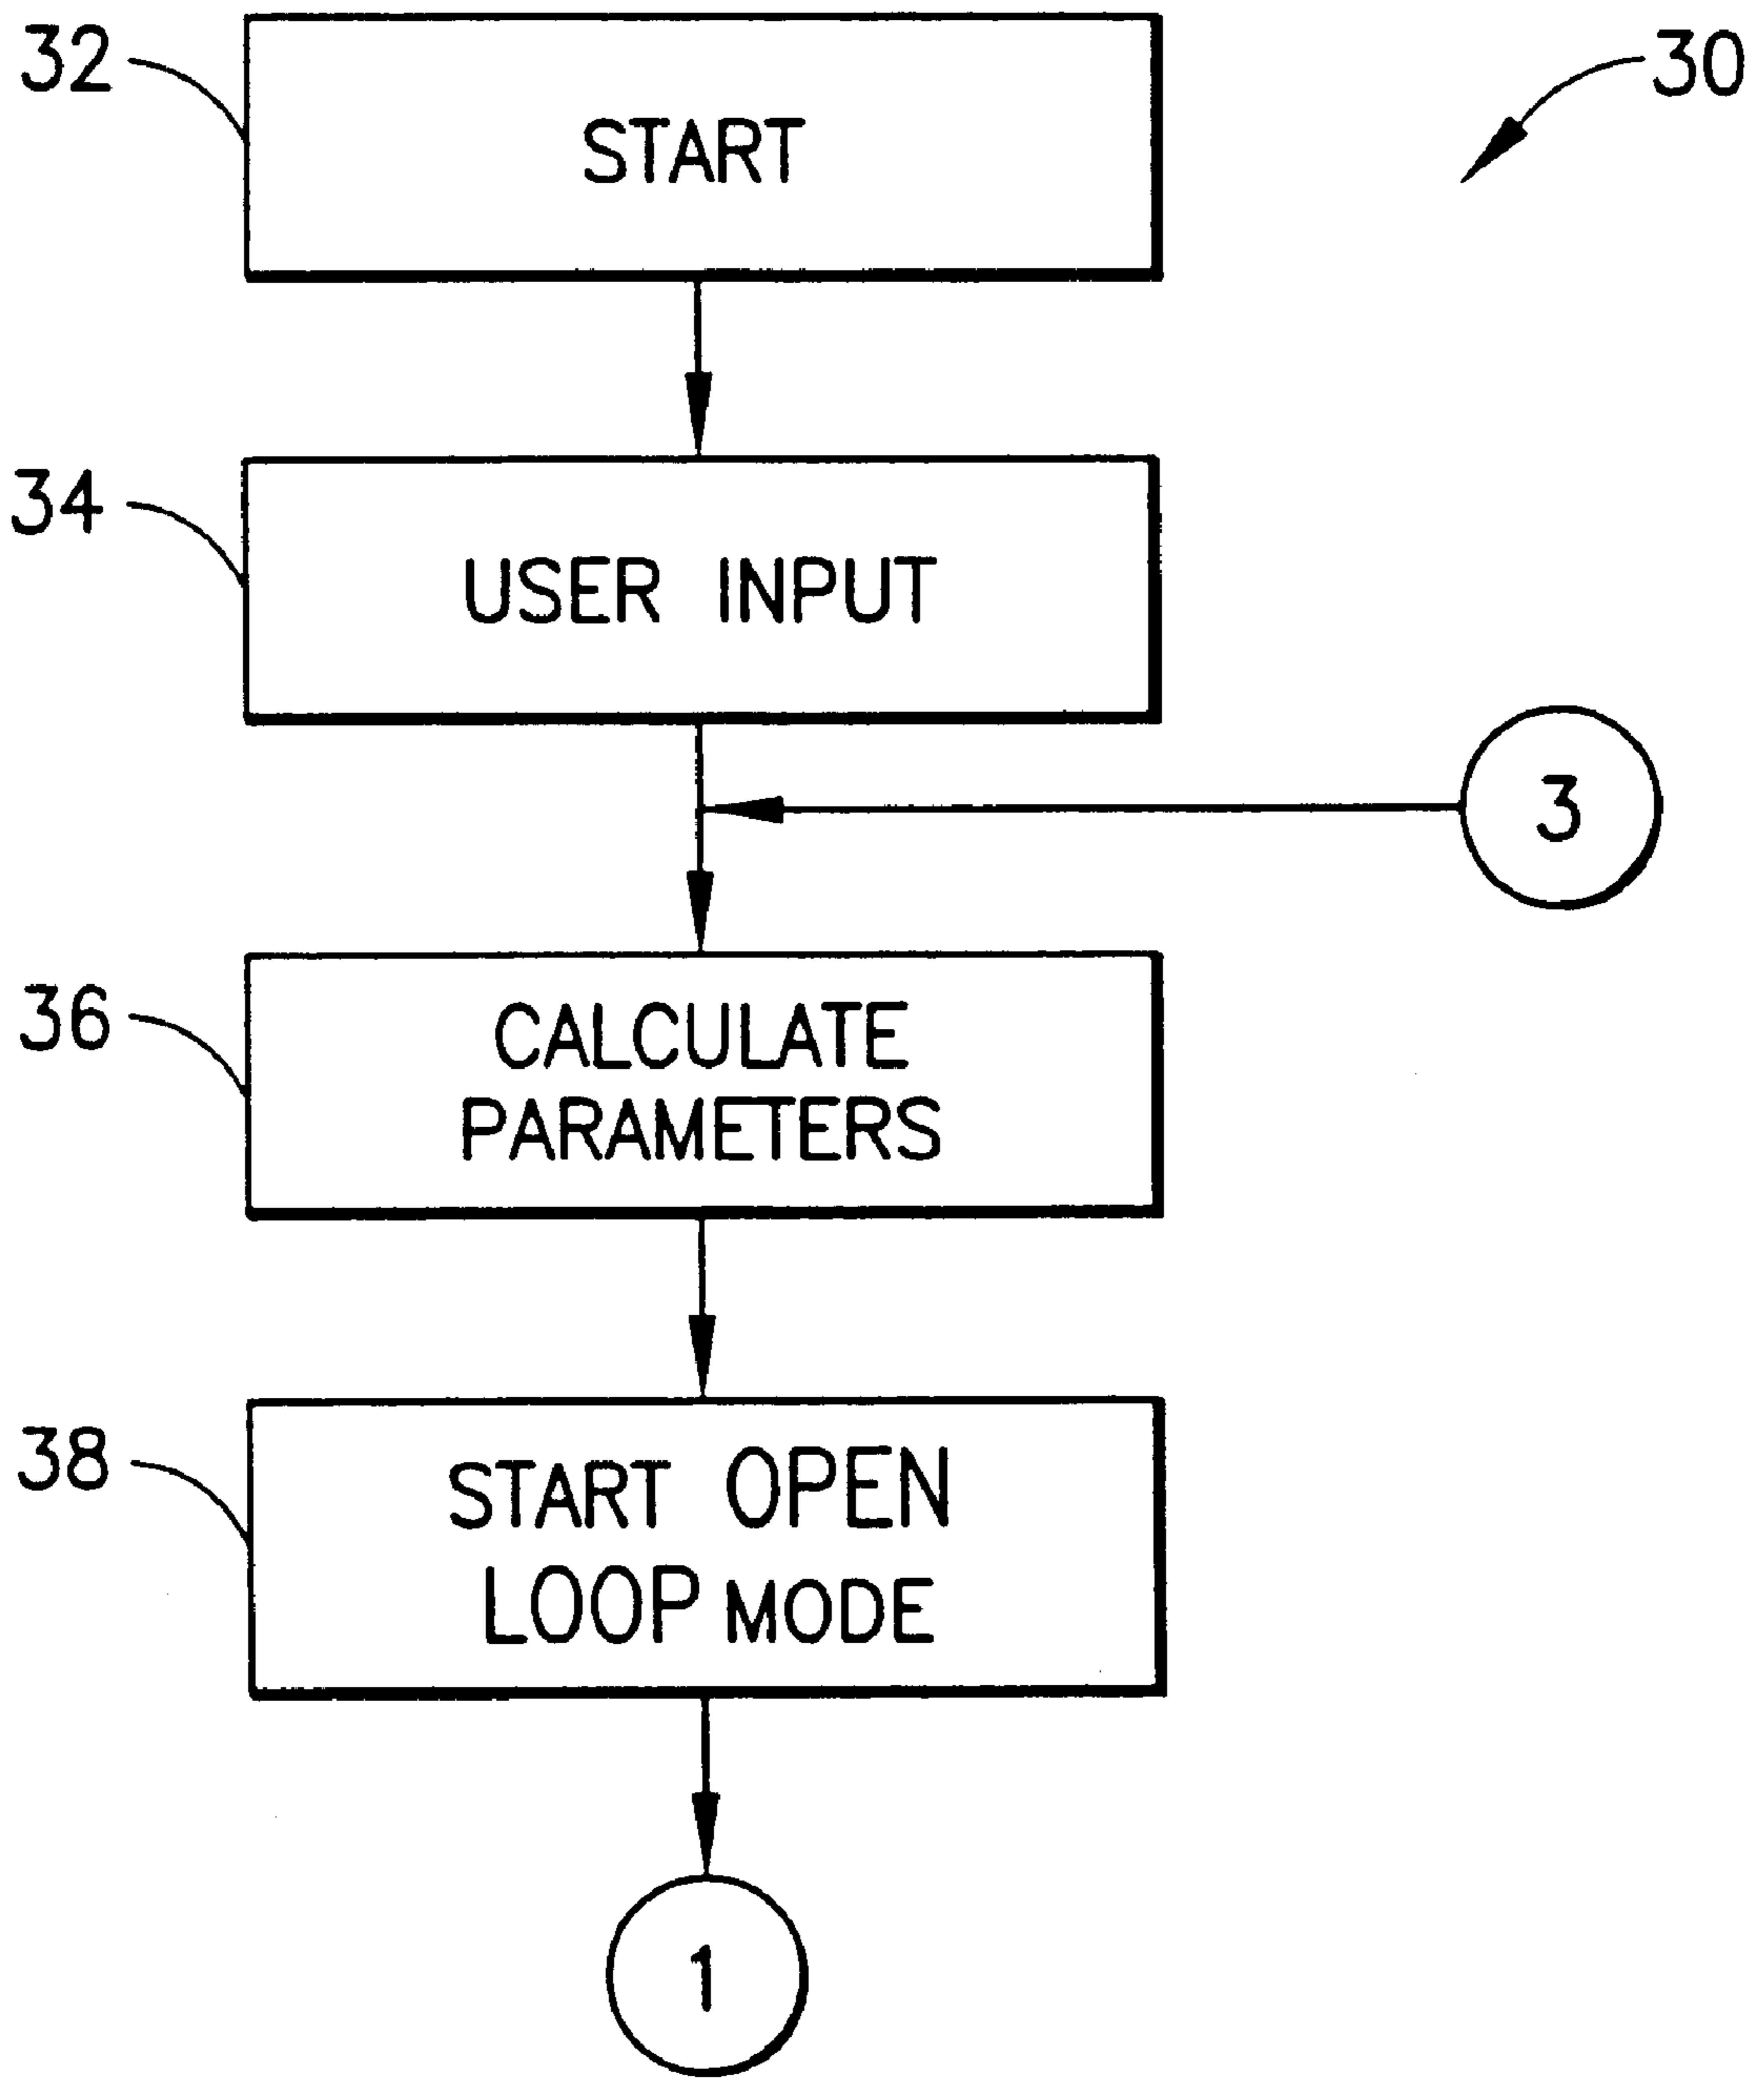 32
START
30
34
USER INPUT
3
36
CALCULATE
PARAMETERS
38
START OPEN
LOOP MODE
1